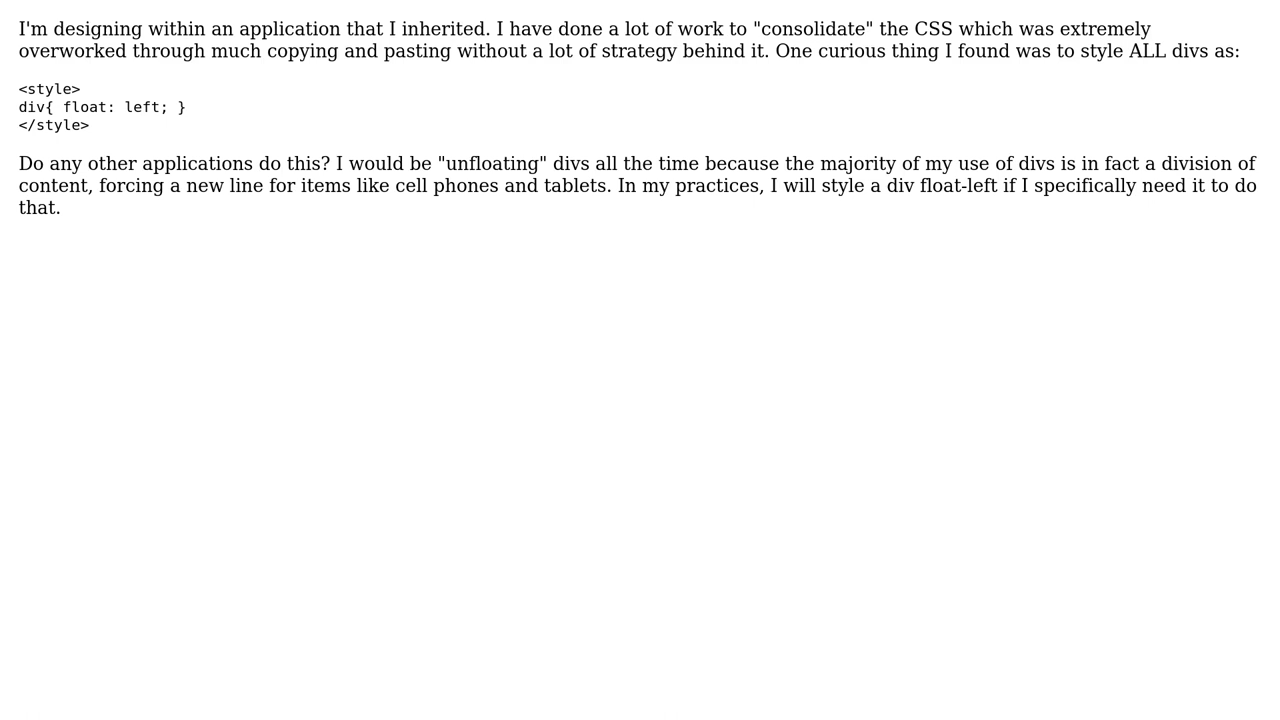 I'm designing within an application that I inherited. I have done a lot of work to "consolidate" the CSS which was extremely
overworked through much copying and pasting without a lot of strategy behind it. One curious thing I found was to style ALL divs as:
<style>
div{ float: left; }
</style>
Do any other applications do this? I would be "unfloating" divs all the time because the majority of my use of divs is in fact a division of
content, forcing a new line for items like cell phones and tablets. In my practices, I will style a div float-left if I specifically need it to do
that.